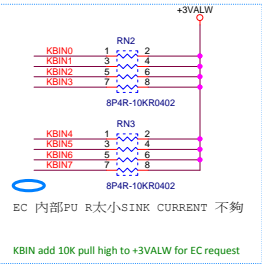 +3VALW
RN2
KBIN0 1 2
KBIN1 3 4
KBIN2 5 6
KBIN3 7 8
8P4R-10KR0402
RN3
KBIN4 1 2
KBIN5 3 4
KBIN6 5 6
KBIN7 7 8
8P4R-10KR0402
EC 內部PU R太小SINK CURRENT 不夠
KBIN add 10K pull high to +3VALW for EC request